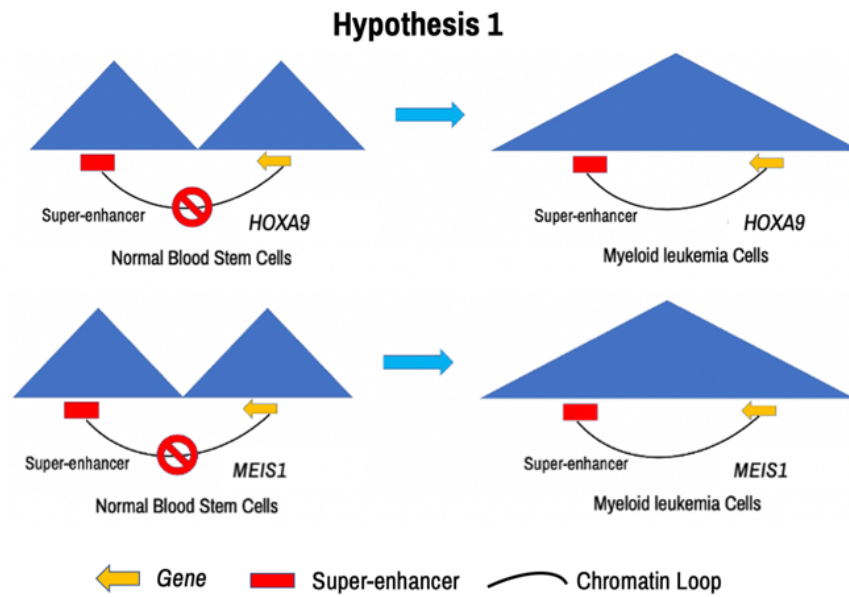 Hypothesis 1
Super-enhancer
HOXA9
Normal Blood Stem Cells
Super-enhancer
HOXA9
Myeloid leukemia Cells
Super-enhancer
MEIS1
Normal Blood Stem Cells
Super-enhancer
MEIS1
Myeloid leukemia Cells
Gene
Super-enhancer
Chromatin Loop